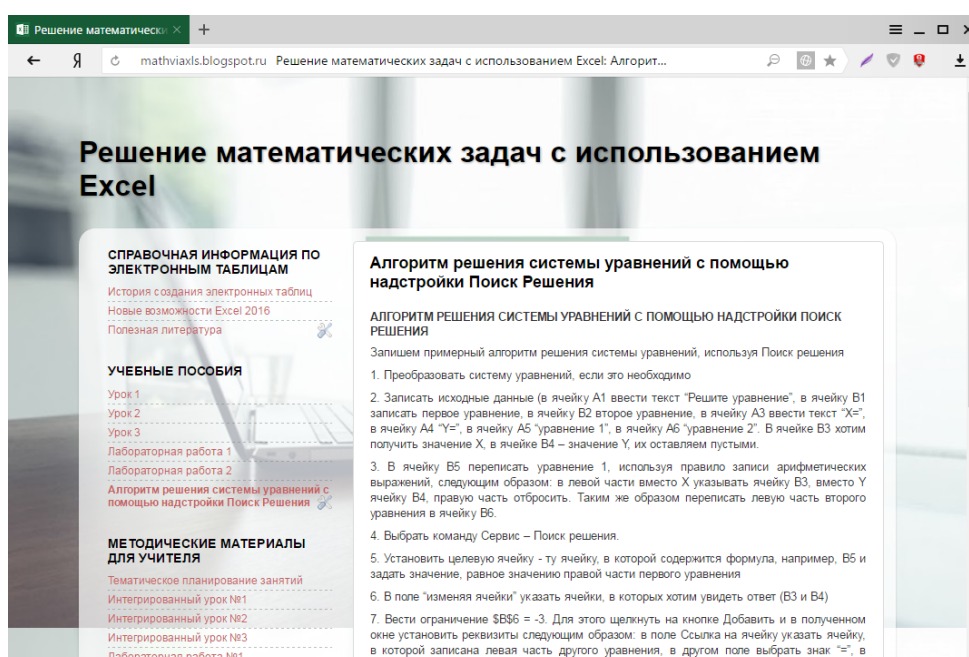 Решение математически
mathviaxls.blogspot.ru Решение математических задач с использованием Excel: Алгорит...
Решение математических задач с использованием
Excel
СПРАВОЧНАЯ ИНФОРМАЦИЯ ПО
ЭЛЕКТРОННЫМ ТАБЛИЦАМ
История создания электронных таблиц
Новые возможности Excel 2016
Полезная литература
УЧЕБНЫЕ ПОСОБИЯ
Урок 1
Урок 2
Урок 3
Лабораторная работа 1
Лабораторная работа 2
Алгоритм решения системы уравнений с
помощью надстройки Поиск Решения
МЕТОДИЧЕСКИЕ МАТЕРИАЛЫ
ДЛЯ УЧИТЕЛЯ
Тематическое планирование занятий
Интегрированный урок №1
Интегрированный урок №2
Интегрированный урок №3
Лабораторная работа №1
Алгоритм решения системы уравнений с помощью
надстройки Поиск Решения
АЛГОРИТМ РЕШЕНИЯ СИСТЕМЫ УРАВНЕНИЙ С ПОМОЩЬЮ НАДСТРОЙКИ ПОИСК
РЕШЕНИЯ
Запишем примерный алгоритм решения системы уравнений, используя Поиск решения
1. Преобразовать систему уравнений, если это необходимо
2. Записать исходные данные (в ячейку А1 ввести текст “Решите уравнение”, в ячейку В1
записать первое уравнение, в ячейку В2 второе уравнение, в ячейку А3 ввести текст “Х=”,
в ячейку А4 “Y=”, в ячейку А5 “уравнение 1”, в ячейку А6 “уравнение 2”. В ячейке В3 хотим
получить значение Х, в ячейке В4 – значение Y, их оставляем пустыми.
3. В ячейку В5 переписать уравнение 1, используя правило записи арифметических
выражений, следующим образом: в левой части вместо Х указывать ячейку В3, вместо Y
ячейку В4, правую часть отбросить. Таким же образом переписать левую часть второго
уравнения в ячейку В6.
4. Выбрать команду Сервис – Поиск решения.
5. Установить целевую ячейку - ту ячейку, в которой содержится формула, например, В5 и
задать значение, равное значению правой части первого уравнения
6. В поле “изменяя ячейки” указать ячейки, в которых хотим увидеть ответ (В3 и В4)
7. Вести ограничение $B$6 = -3. Для этого щелкнуть на кнопке Добавить и в полученном
окне установить реквизиты следующим образом: в поле Ссылка на ячейку указать ячейку,
в которой записана левая часть другого уравнения, в другом поле выбрать знак “=”, в